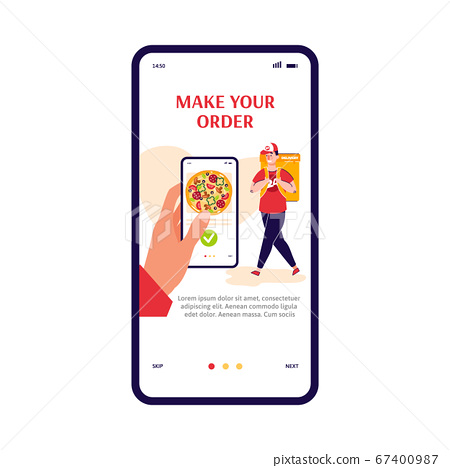 14:50
MAKE YOUR
ORDER
DELIVERY
Lorem ipsum dolor sit amet, consectetuer
adipiscing elit. Aenean commodo ligula
eget dolor. Aenean massa. Cum sociis
SKIP
NEXT
PIXTA
pixta.jp - 67400987